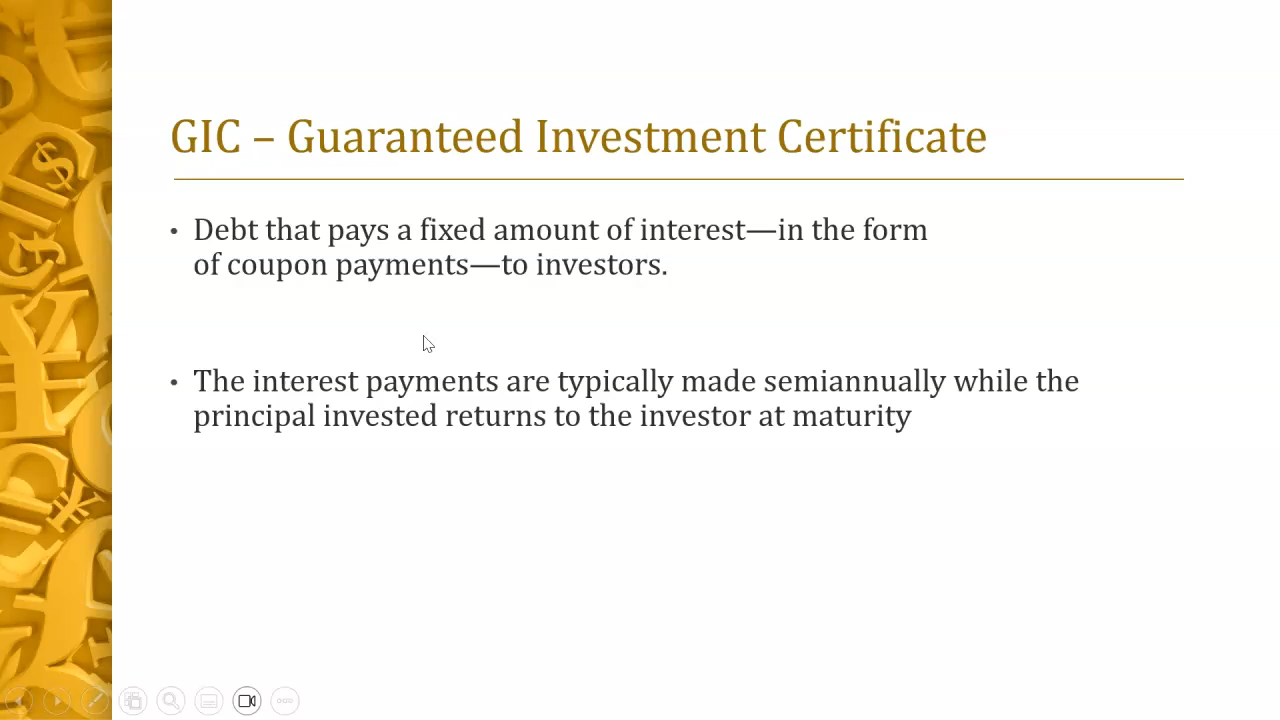 GIC – Guaranteed Investment Certificate
• Debt that pays a fixed amount of interest—in the form
of coupon payments—to investors.
• The interest payments are typically made semiannually while the
principal invested returns to the investor at maturity